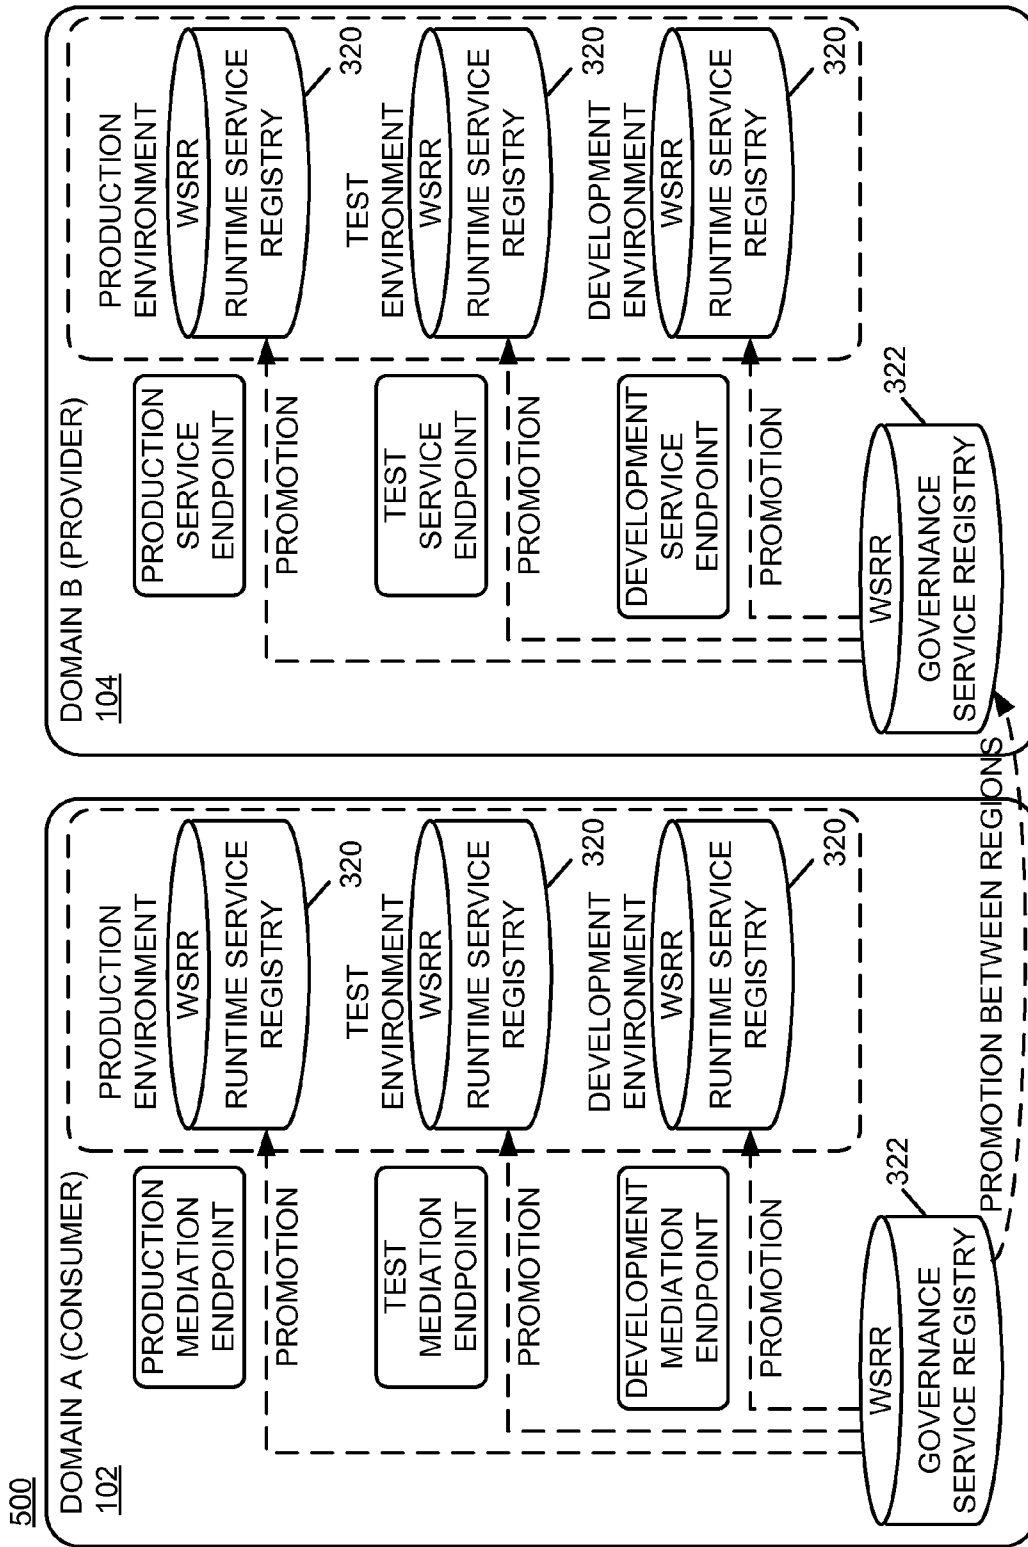 500
DOMAIN A (CONSUMER)
102
PRODUCTION
MEDIATION
ENDPOINT
PROMOTION
PRODUCTION
ENVIRONMENT
WSRR
RUNTIME SERVICE
REGISTRY
320
TEST
MEDIATION
ENDPOINT
PROMOTION
TEST
ENVIRONMENT
WSRR
RUNTIME SERVICE
REGISTRY
320
DEVELOPMENT
MEDIATION
ENDPOINT
PROMOTION
DEVELOPMENT
ENVIRONMENT
WSRR
RUNTIME SERVICE
REGISTRY
320
WSRR
GOVERNANCE
SERVICE REGISTRY
322
PROMOTION BETWEEN REGIONS
DOMAIN B (PROVIDER)
104
PRODUCTION
SERVICE
ENDPOINT
PROMOTION
PRODUCTION
ENVIRONMENT
WSRR
RUNTIME SERVICE
REGISTRY
320
TEST
SERVICE
ENDPOINT
PROMOTION
TEST
ENVIRONMENT
WSRR
RUNTIME SERVICE
REGISTRY
320
DEVELOPMENT
SERVICE
ENDPOINT
PROMOTION
DEVELOPMENT
ENVIRONMENT
WSRR
RUNTIME SERVICE
REGISTRY
320
WSRR
GOVERNANCE
SERVICE REGISTRY
322